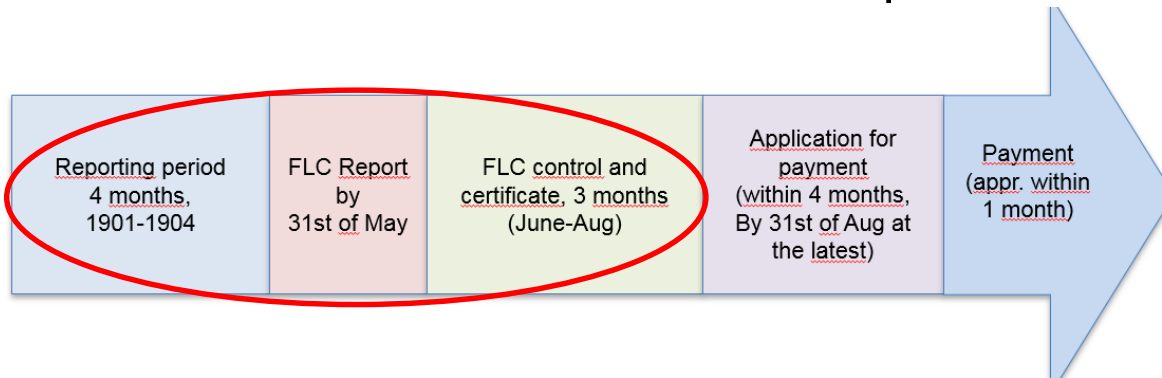 Reporting period
4 months,
1901-1904
FLC Report
by
31st of May
FLC control and
certificate, 3 months
(June-Aug)
Application for
payment
(within 4 months,
By 31st of Aug at
the latest)
Payment
(appr. within
1 month)